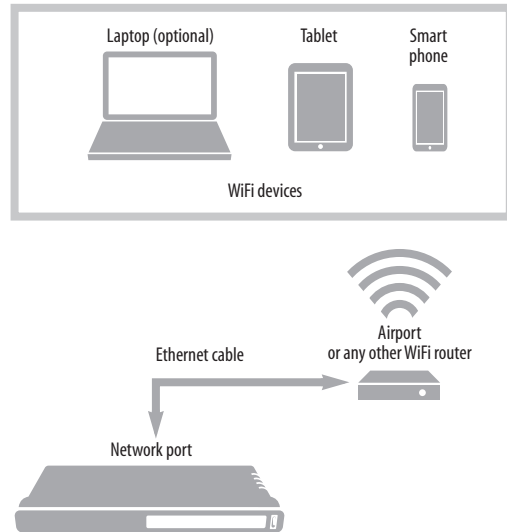 Laptop (optional)
Tablet
Smart
phone
WiFi devices
Airport
or any other WiFi router
Ethernet cable
Network port